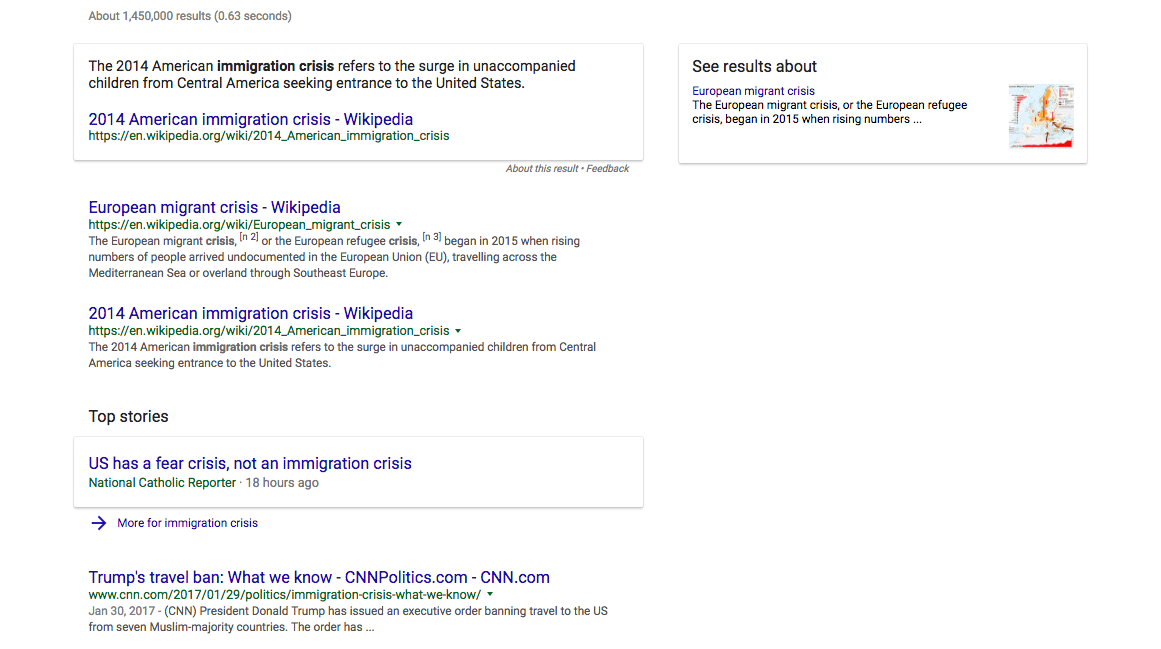 About 1,450,000 results (0.63 seconds)
The 2014 American immigration crisis refers to the surge in unaccompanied
children from Central America seeking entrance to the United States.
2014 American immigration crisis - Wikipedia
https://en.wikipedia.org/wiki/2014_American_immigration_crisis
About this result • Feedback
See results about
European migrant crisis
The European migrant crisis, or the European refugee
crisis, began in 2015 when rising numbers ...
European migrant crisis - Wikipedia
https://en.wikipedia.org/wiki/European_migrant_crisis
The European migrant crisis, [n 2] or the European refugee crisis, [n 3] began in 2015 when rising
numbers of people arrived undocumented in the European Union (EU), travelling across the
Mediterranean Sea or overland through Southeast Europe.
2014 American immigration crisis - Wikipedia
https://en.wikipedia.org/wiki/2014_American_immigration_crisis
The 2014 American immigration crisis refers to the surge in unaccompanied children from Central
America seeking entrance to the United States.
Top stories
US has a fear crisis, not an immigration crisis
National Catholic Reporter · 18 hours ago
More for immigration crisis
Trump's travel ban: What we know - CNNPolitics.com - CNN.com
www.cnn.com/2017/01/29/politics/immigration-crisis-what-we-know/
Jan 30, 2017 - (CNN) President Donald Trump has issued an executive order banning travel to the US
from seven Muslim-majority countries. The order has ...